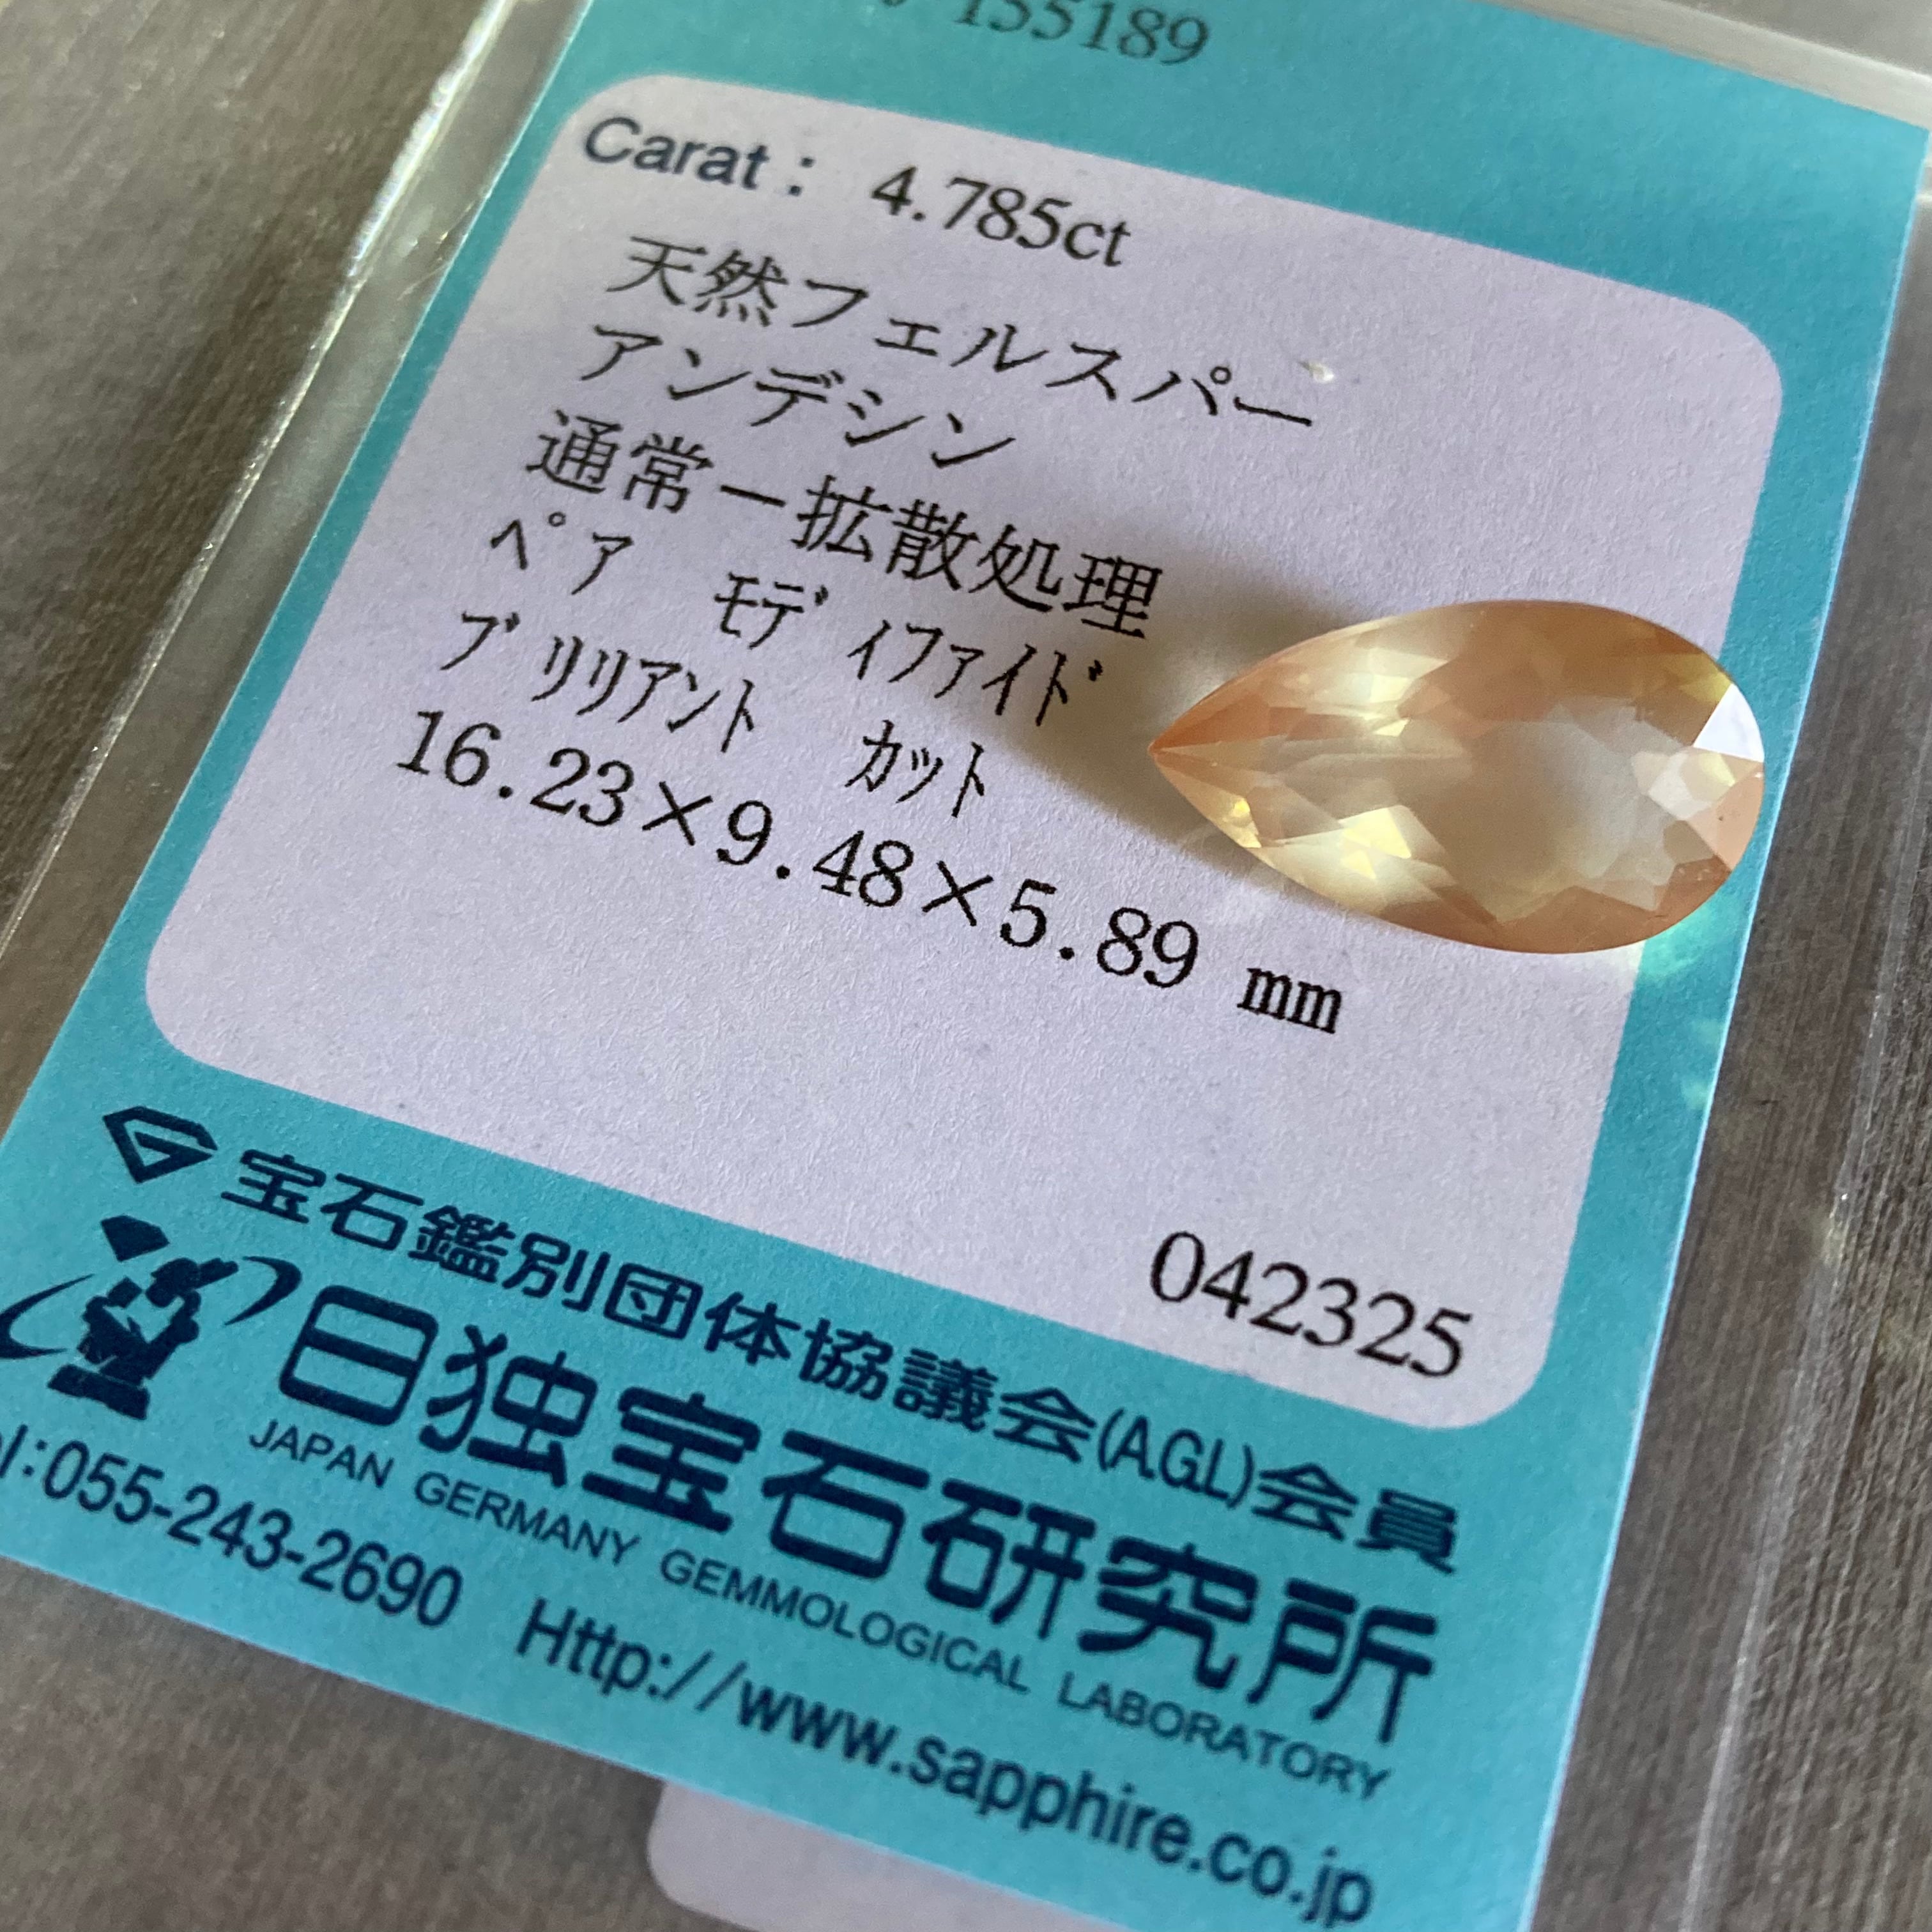 155189
Carat : 4.785ct
天然フェルスパー
アンデシン
通常－拡散処理
ﾍﾟｱ ﾓﾃﾞｨﾌｧｲﾄﾞ
ﾌﾞﾘﾘｱﾝﾄ ｶｯﾄ
16.23×9.48×5.89 mm
042325
宝石鑑別団体協議会(A.G.L)会員
日独宝石研究所
JAPAN GERMANY GEMMOLOGICAL LABORATORY
el:055-243-2690 Http://www.sapphire.co.jp